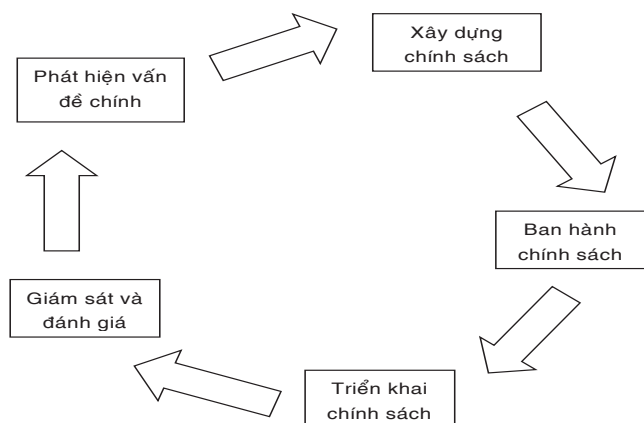 Xây dựng
chính sách
Phát hiện vấn
đề chính
Ban hành
chính sách
Giám sát và
đánh giá
Triển khai
chính sách